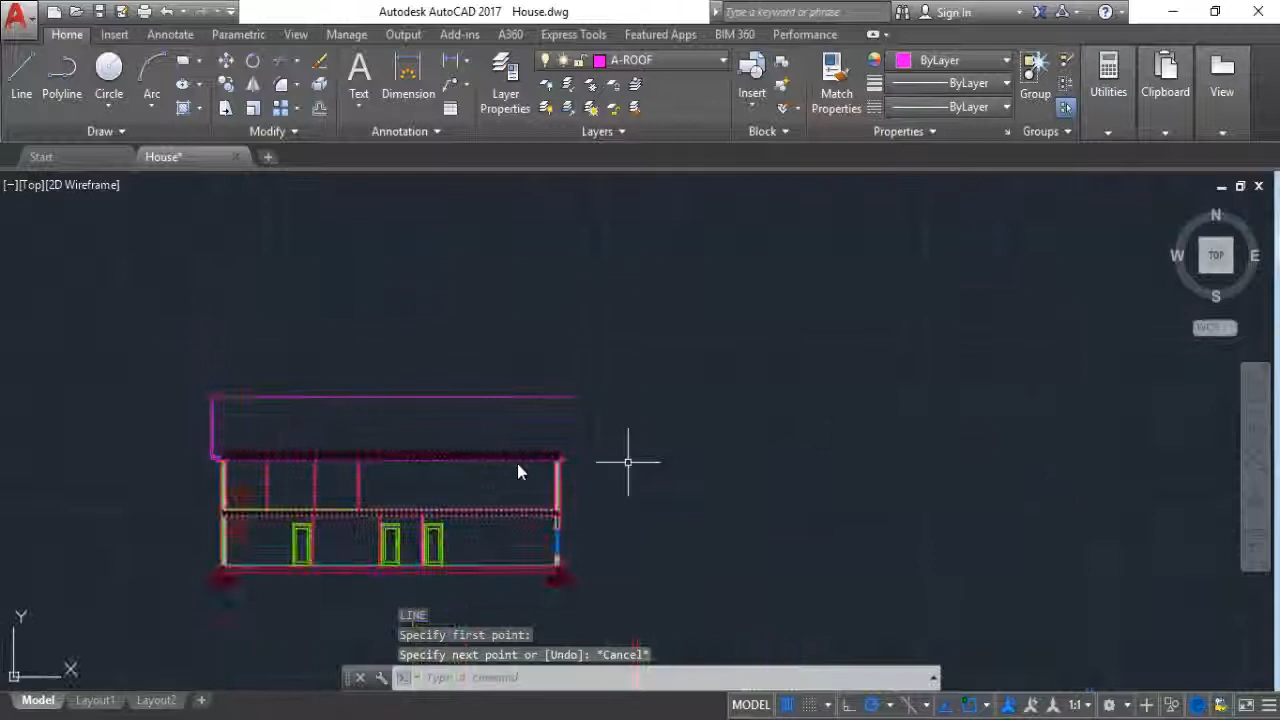 Autodesk AutoCAD 2017 House.dwg
Type a keyword or phrase
Sign In
Home Insert Annotate Parametric View Manage Output Add-ins A360 Express Tools Featured Apps BIM 360 Performance
Line
Polyline
Circle
Arc
Text
Dimension
Layer
Properties
A-ROOF
Insert
Match
Properties
ByLayer
ByLayer
ByLayer
Group
Utilities
Clipboard
View
Draw Modify Annotation Layers Block Properties Groups
Start House*
[−][Top][2D Wireframe]
N
W TOP E
S
Y
X
LINE
Specify first point:
Specify next point or [Undo]: *Cancel*
Type a command
Model Layout1 Layout2
MODEL 1:1